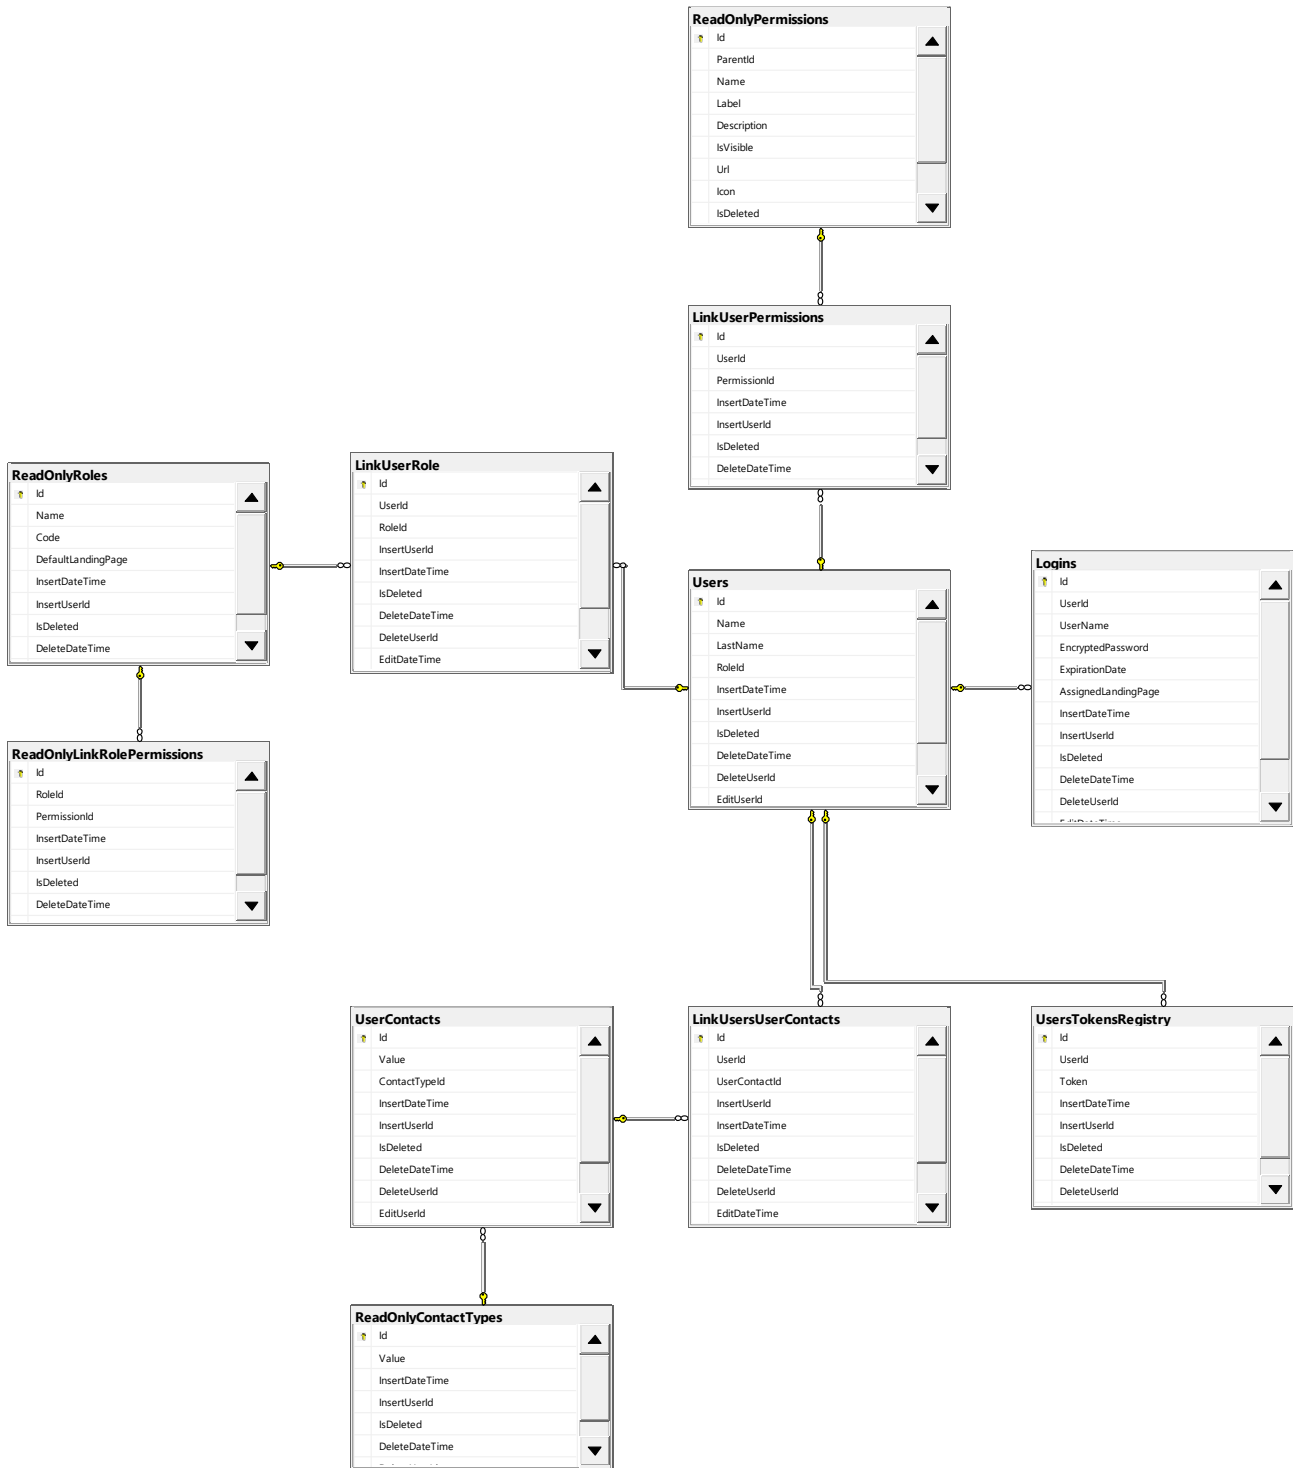 ReadOnlyPermissions
Id
ParentId
Name
Label
Description
IsVisible
Url
Icon
IsDeleted
LinkUserPermissions
Id
UserId
PermissionId
InsertDateTime
InsertUserId
IsDeleted
DeleteDateTime
ReadOnlyRoles
Id
Name
Code
DefaultLandingPage
InsertDateTime
InsertUserId
IsDeleted
DeleteDateTime
LinkUserRole
Id
UserId
RoleId
InsertUserId
InsertDateTime
IsDeleted
DeleteDateTime
DeleteUserId
EditDateTime
Users
Id
Name
LastName
RoleId
InsertDateTime
InsertUserId
IsDeleted
DeleteDateTime
DeleteUserId
EditUserId
Logins
Id
UserId
UserName
EncryptedPassword
ExpirationDate
AssignedLandingPage
InsertDateTime
InsertUserId
IsDeleted
DeleteDateTime
DeleteUserId
ReadOnlyLinkRolePermissions
Id
RoleId
PermissionId
InsertDateTime
InsertUserId
IsDeleted
DeleteDateTime
UserContacts
Id
Value
ContactTypeId
InsertDateTime
InsertUserId
IsDeleted
DeleteDateTime
DeleteUserId
EditUserId
LinkUsersUserContacts
Id
UserId
UserContactId
InsertUserId
InsertDateTime
IsDeleted
DeleteDateTime
DeleteUserId
EditDateTime
UsersTokensRegistry
Id
UserId
Token
InsertDateTime
InsertUserId
IsDeleted
DeleteDateTime
DeleteUserId
ReadOnlyContactTypes
Id
Value
InsertDateTime
InsertUserId
IsDeleted
DeleteDateTime